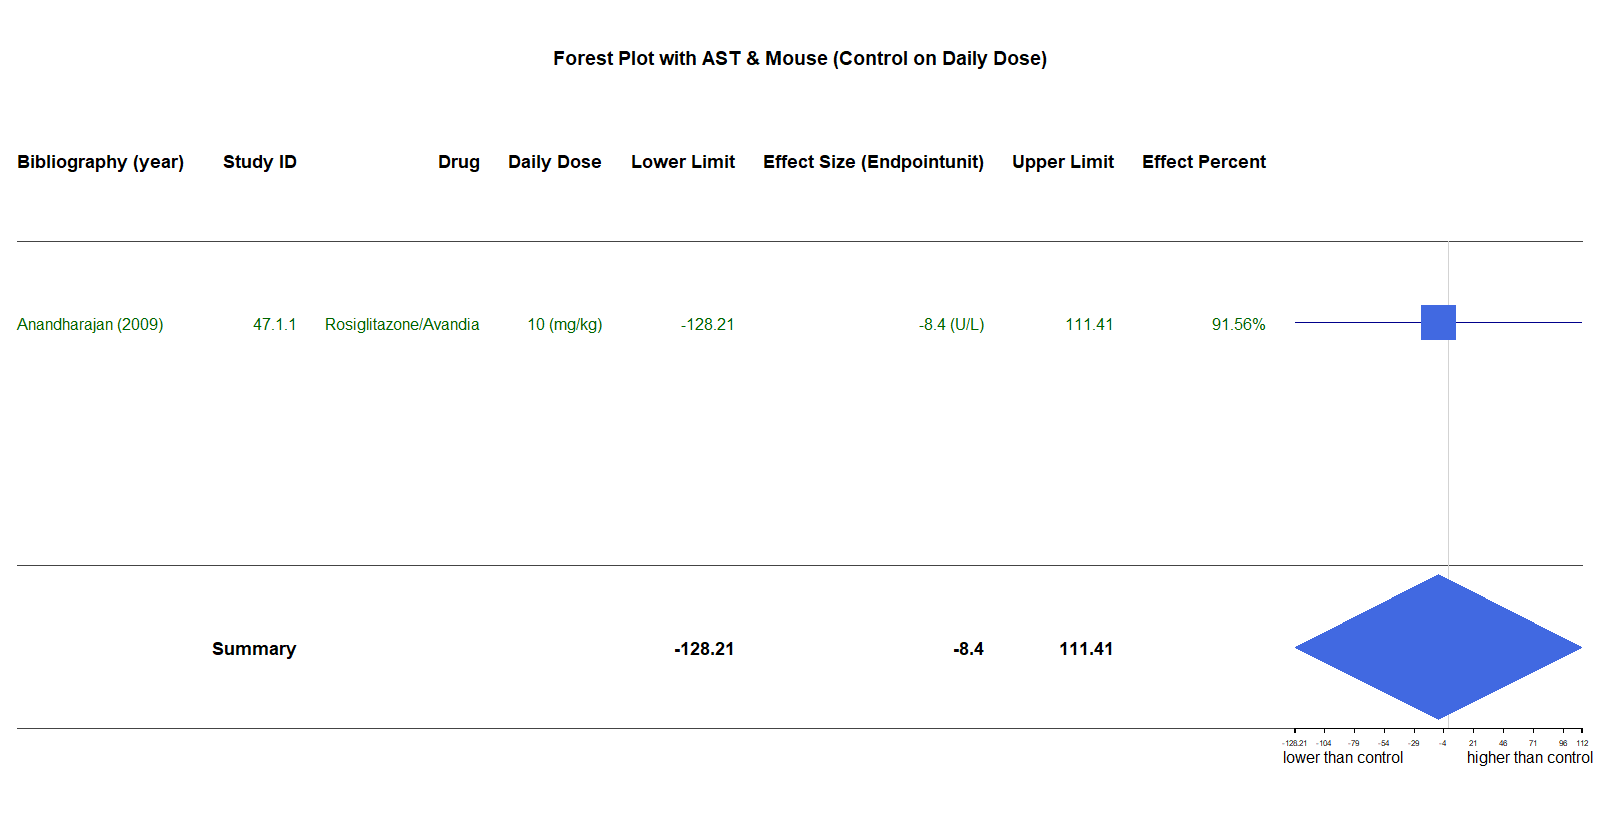 Forest Plot with AST & Mouse (Control on Daily Dose)
Bibliography (year) Study ID Drug Daily Dose Lower Limit Effect Size (Endpointunit) Upper Limit Effect Percent
Anandharajan (2009) 47.1.1 Rosiglitazone/Avandia 10 (mg/kg) -128.21 -8.4 (U/L) 111.41 91.56%
Summary -128.21 -8.4 111.41
-128.21 -104 -79 -54 -29 -4 21 46 71 96 112
lower than control higher than control